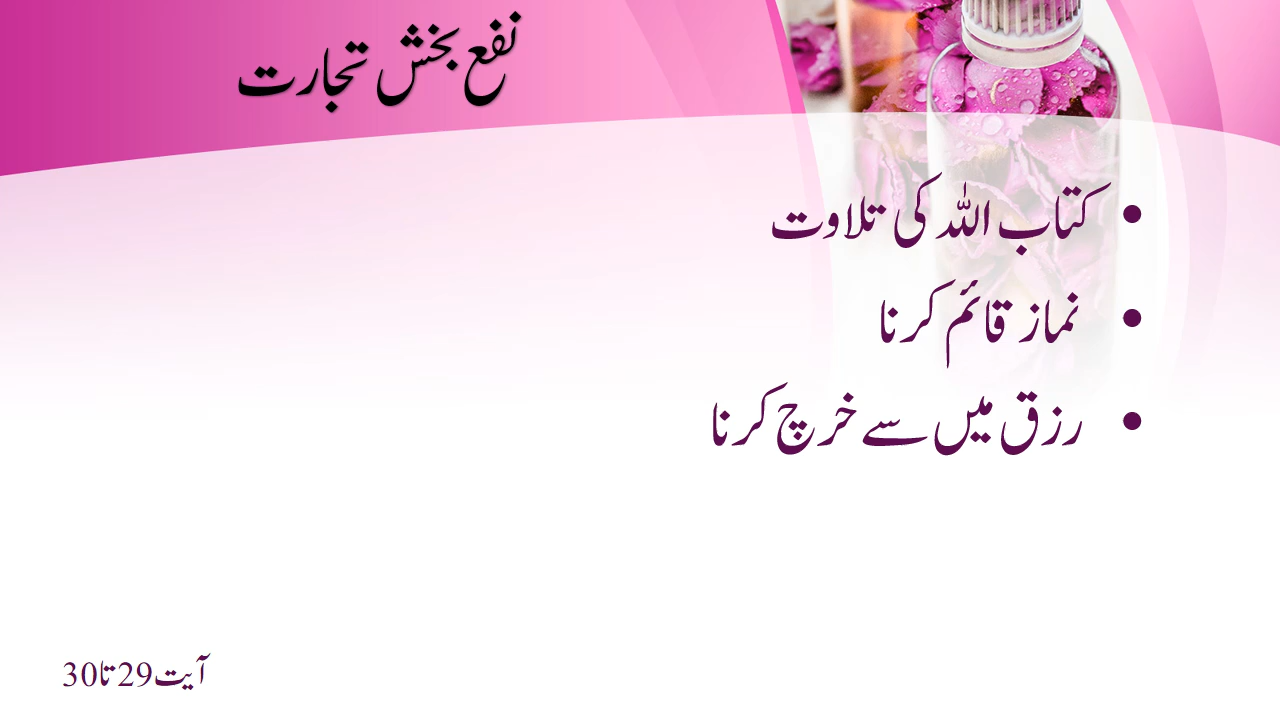 نفع بخش تجارت
• کتاب اللہ کی تلاوت
• نماز قائم کرنا
• رزق میں سے خرچ کرنا
آیت 29 تا 30